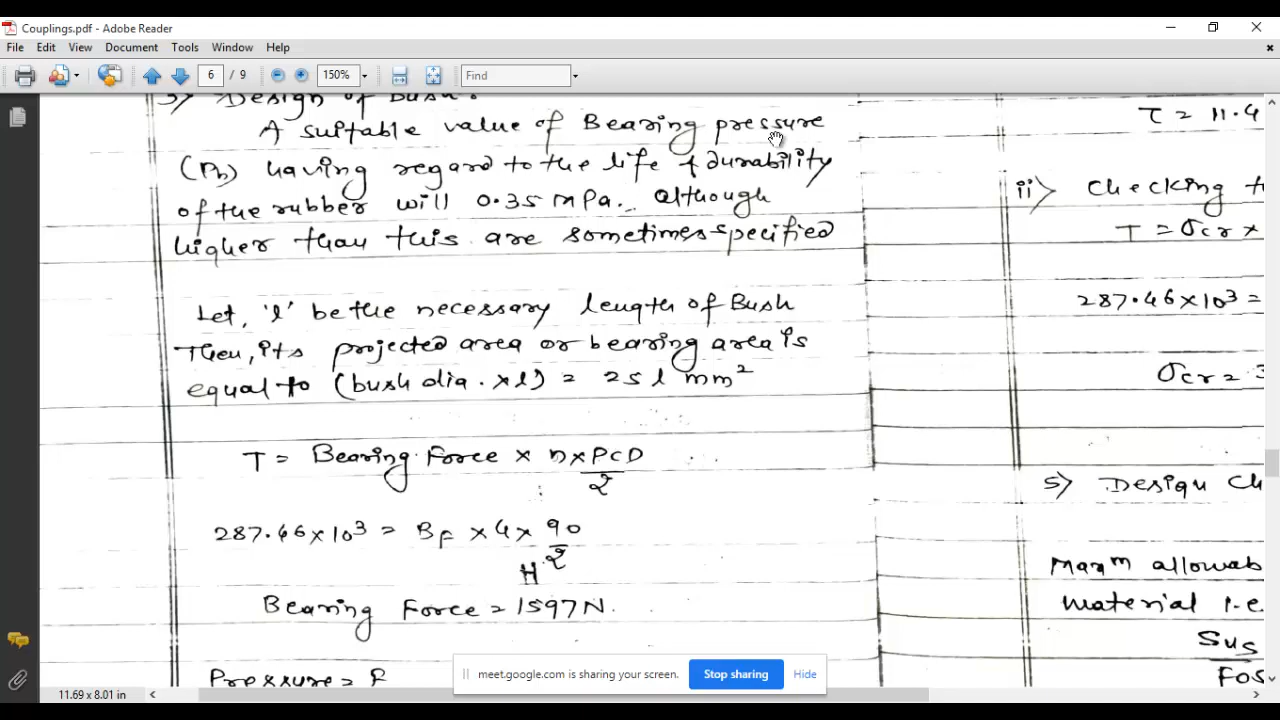 Couplings.pdf - Adobe Reader
File Edit View Document Tools Window Help
6 / 9 150% Find
3) Design of Bush.
A suitable value of Bearing pressure
(Pb) having regard to the life & durability
of the rubber will 0.35 mPa. although
higher than this are sometimes specified
Let, 'l' be the necessary length of Bush
Then, its projected area or bearing area is
equal to (bush dia. x l) = 25 l mm²
T = Bearing Force × n × PCD
2
287.46 × 10³ = BF × 4 × 90
2
Bearing Force = 1597 N.
Pressure =
T = 11.4
ii) Checking
T = σcr ×
287.46×10³ =
σcr =
5) Design
Maxm allowab
material i.e.
Sus
FOS
meet.google.com is sharing your screen. Stop sharing Hide
11.69 x 8.01 in